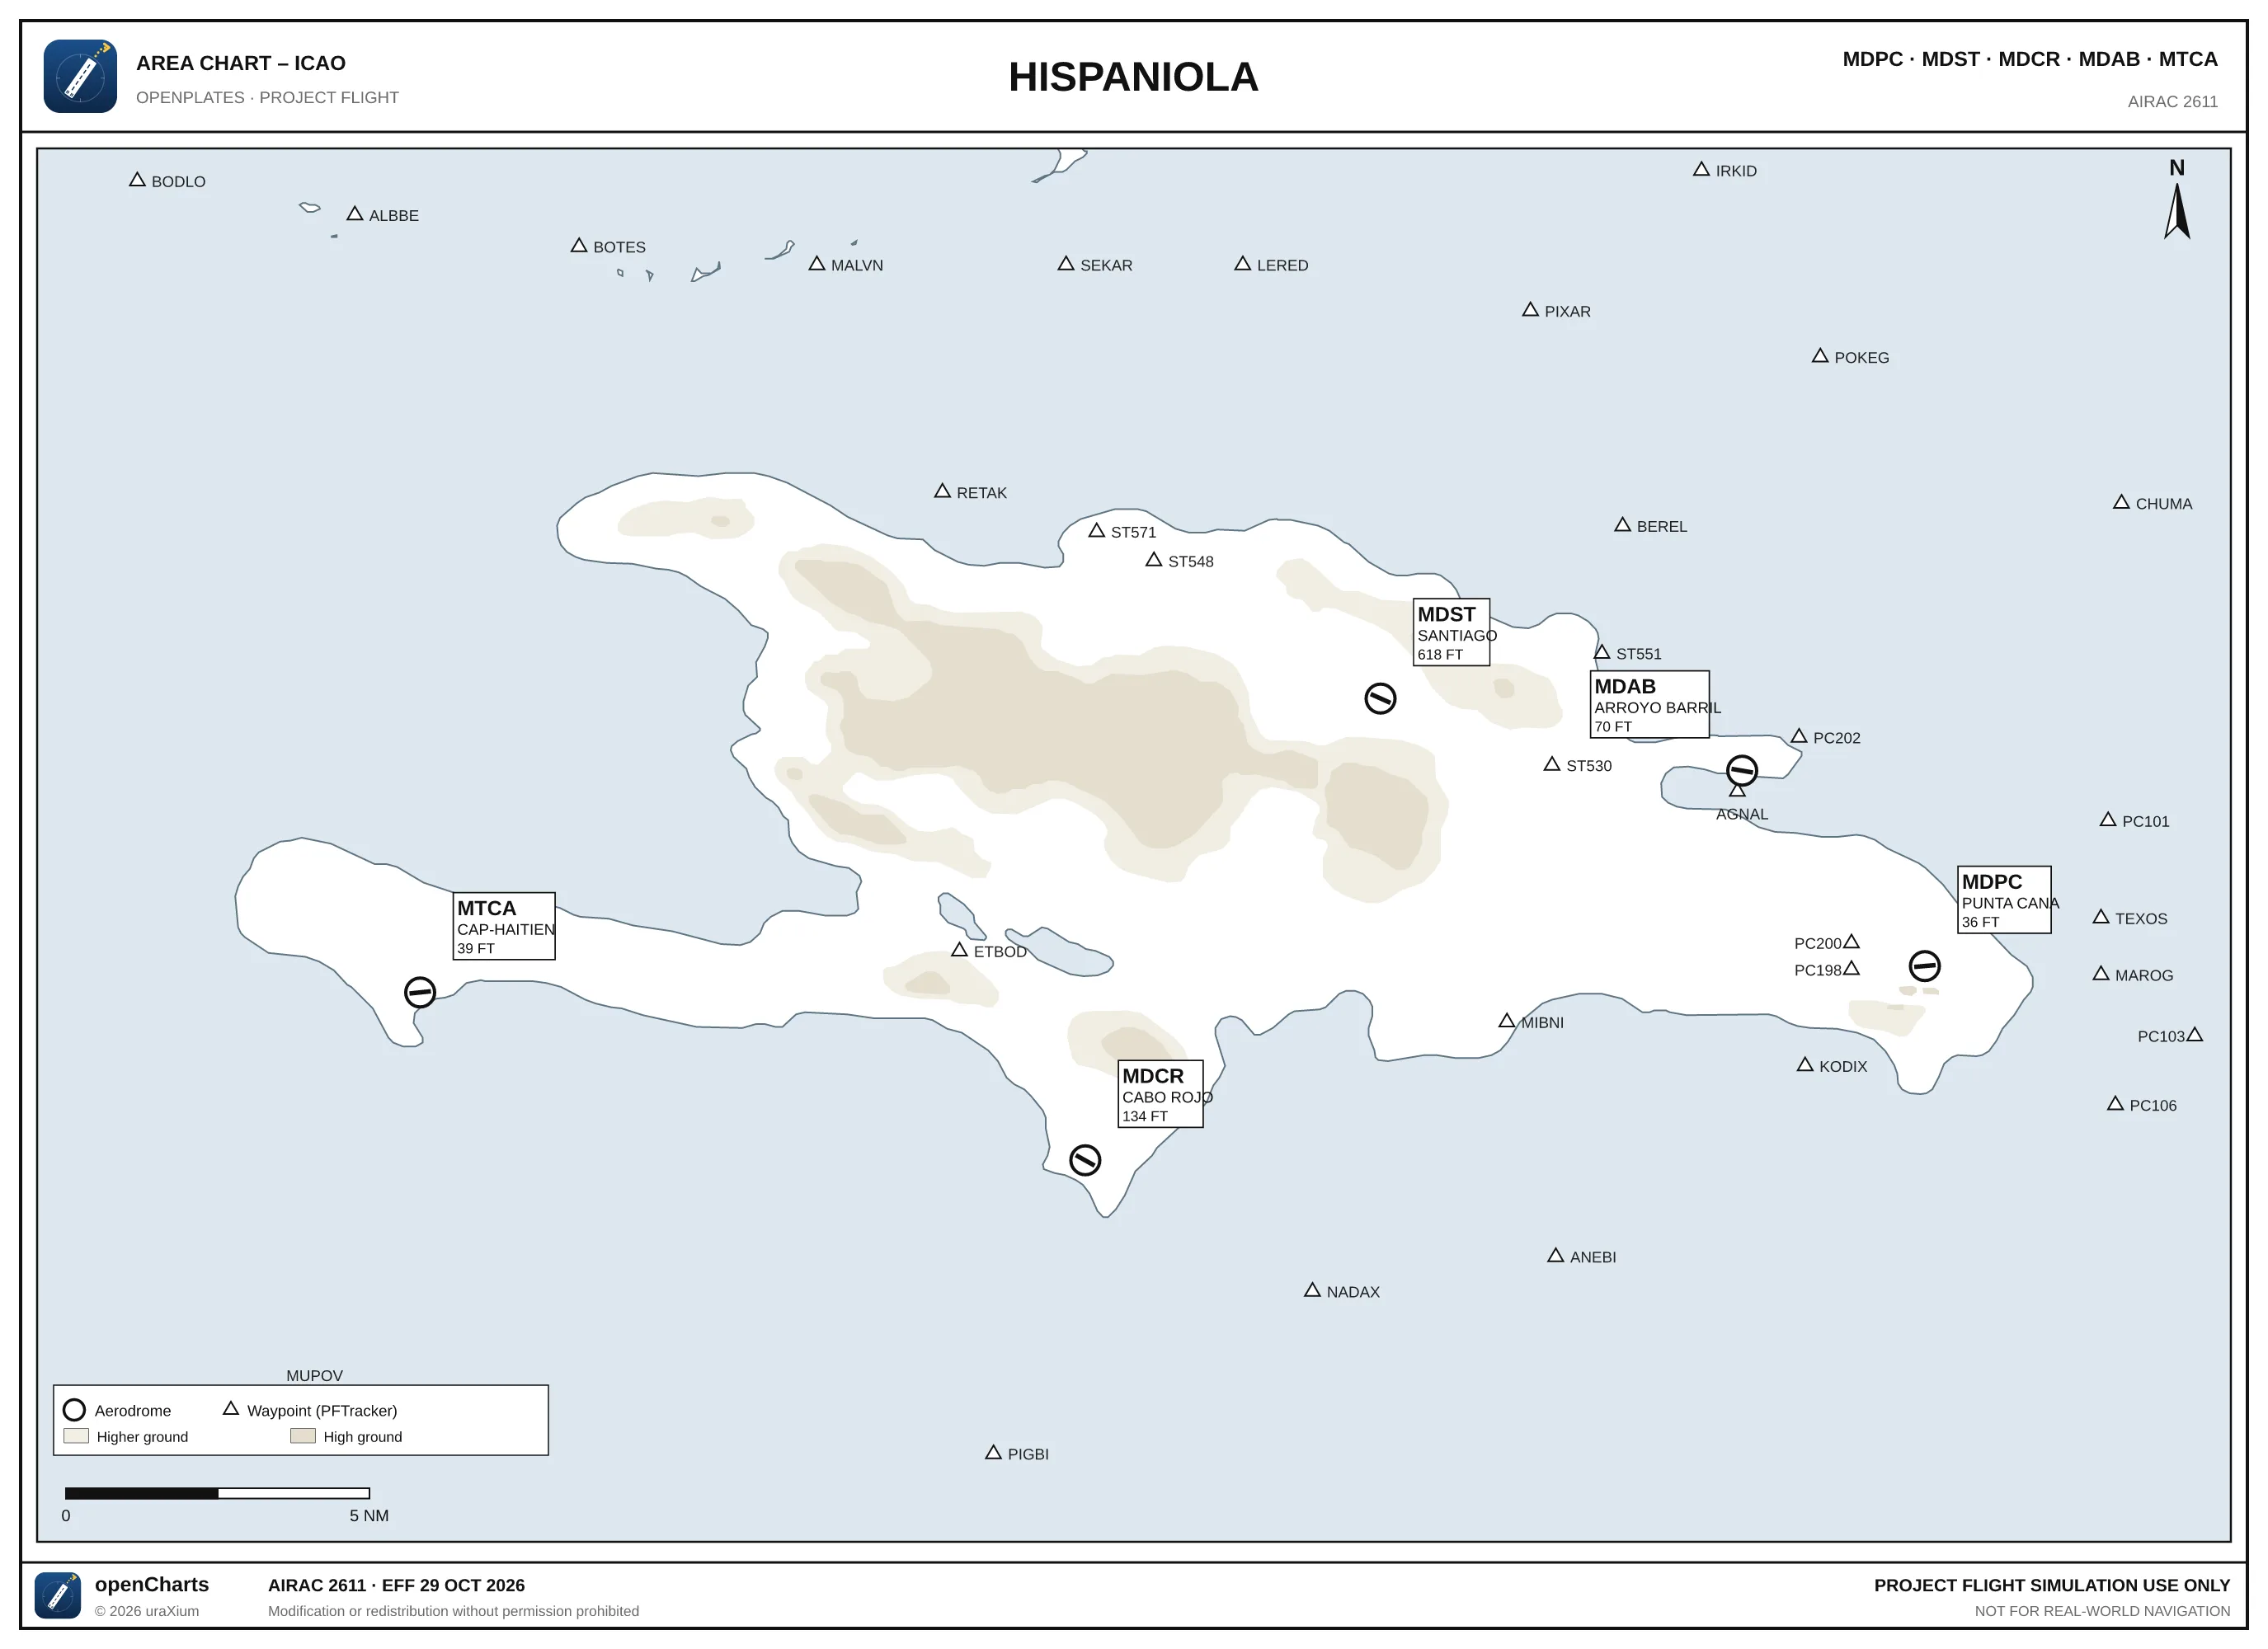 AREA CHART – ICAO
OPENPLATES · PROJECT FLIGHT
HISPANIOLA
MDPC · MDST · MDCR · MDAB · MTCA
AIRAC 2611
N
BODLO
ALBBE
BOTES
MALVN
SEKAR
LERED
IRKID
PIXAR
POKEG
RETAK
ST571
ST548
BEREL
CHUMA
MDST
SANTIAGO
618 FT
ST551
MDAB
ARROYO BARRIL
70 FT
PC202
ST530
AGNAL
PC101
MDPC
PUNTA CANA
36 FT
MTCA
CAP-HAITIEN
39 FT
TEXOS
ETBOD
PC200
PC198
MAROG
MIBNI
PC103
KODIX
MDCR
CABO ROJO
134 FT
PC106
ANEBI
NADAX
MUPOV
Aerodrome
Waypoint (PFTracker)
Higher ground
High ground
PIGBI
0
5 NM
openCharts
© 2026 uraXium
AIRAC 2611 · EFF 29 OCT 2026
Modification or redistribution without permission prohibited
PROJECT FLIGHT SIMULATION USE ONLY
NOT FOR REAL-WORLD NAVIGATION